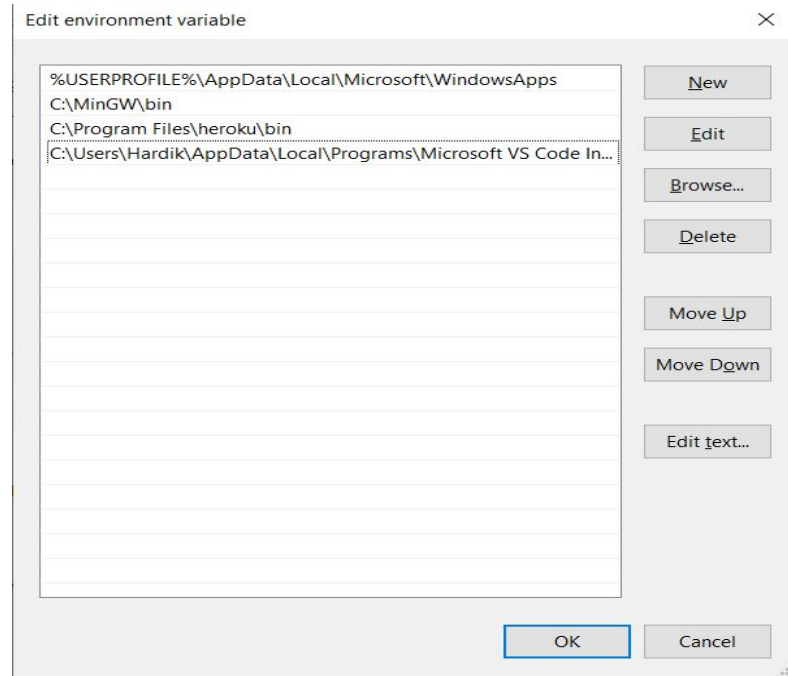 Edit environment variable
%USERPROFILE%\AppData\Local\Microsoft\WindowsApps
C:\MinGW\bin
C:\Program Files\heroku\bin
C:\Users\Hardik\AppData\Local\Programs\Microsoft VS Code In...
New
Edit
Browse...
Delete
Move Up
Move Down
Edit text...
OK
Cancel